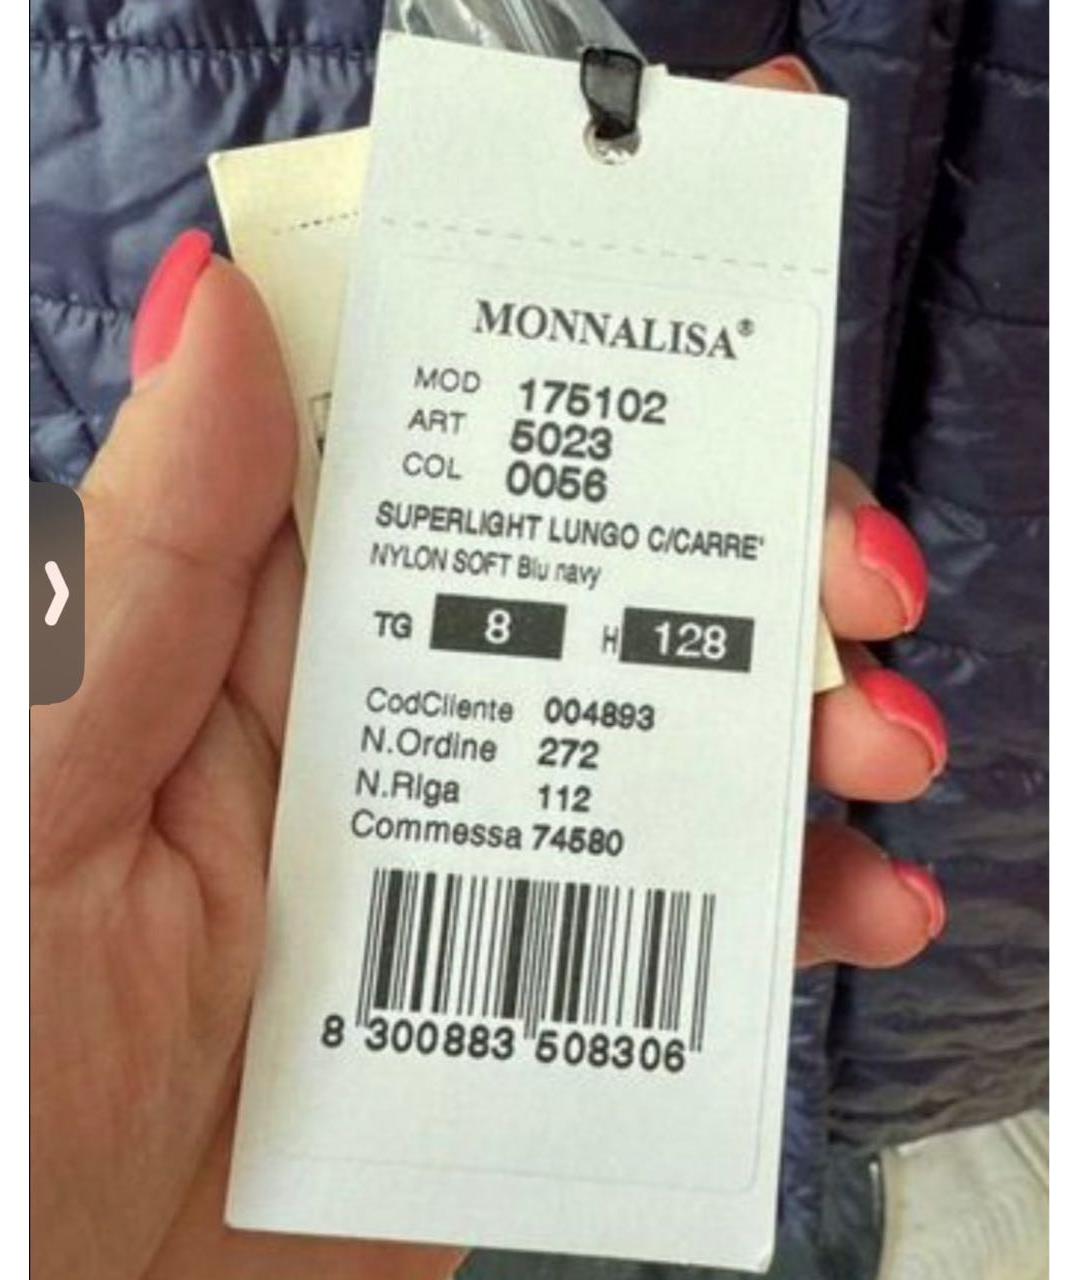 MONNALISA®
MOD 175102
ART 5023
COL 0056
SUPERLIGHT LUNGO C/CARRE'
NYLON SOFT Blu navy
TG 8 H 128
CodCliente 004893
N.Ordine 272
N.Riga 112
Commessa 74580
8 300883 508306